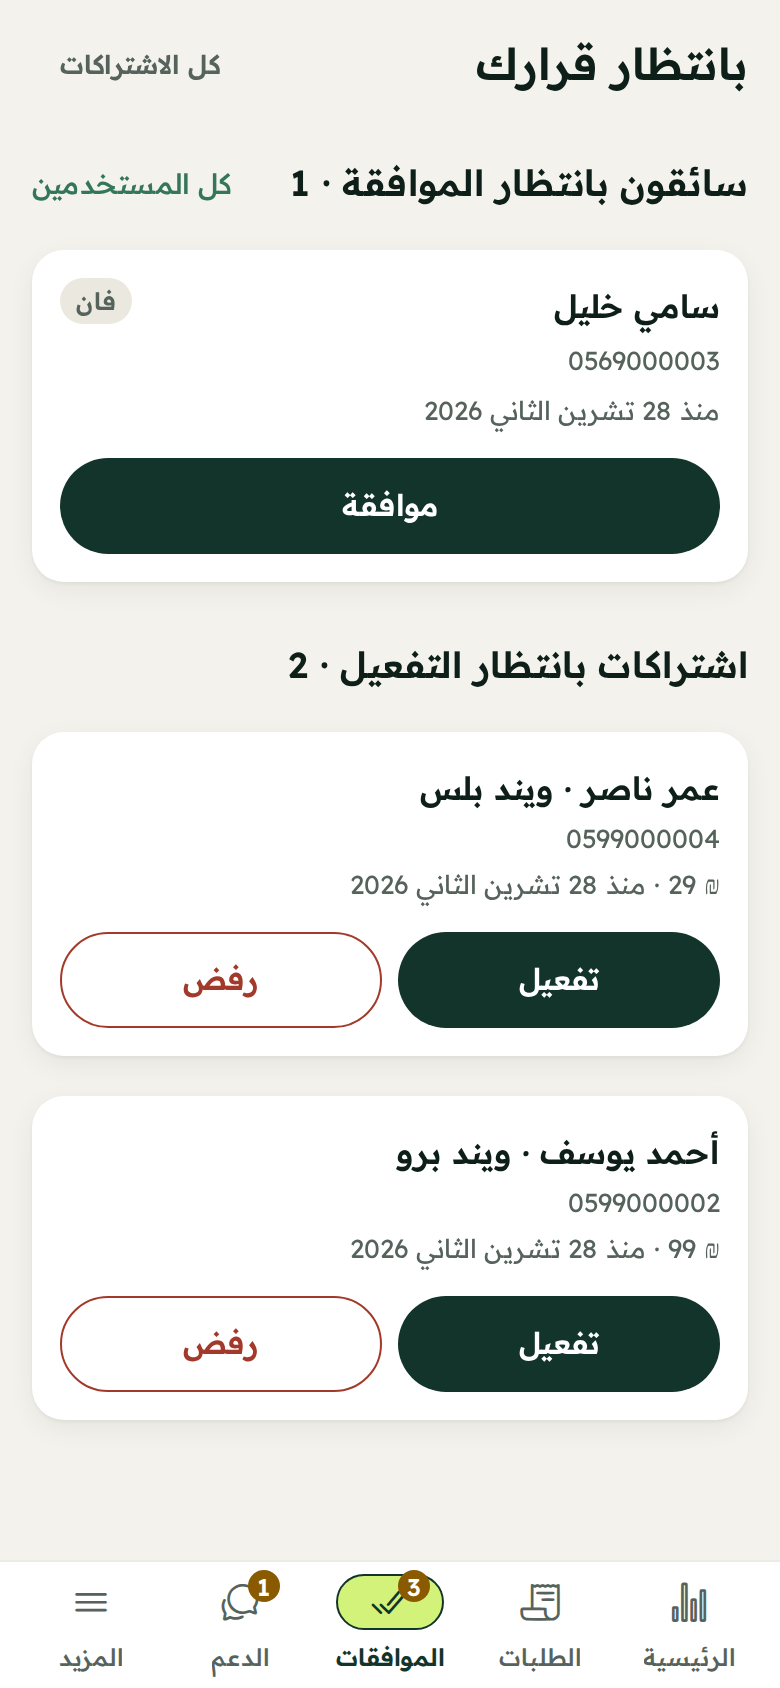 بانتظار قرارك
كل الاشتراكات
سائقون بانتظار الموافقة · 1
كل المستخدمين
سامي خليل
فان
0569000003
منذ 28 تشرين الثاني 2026
موافقة
اشتراكات بانتظار التفعيل · 2
عمر ناصر · ويند بلس
0599000004
₪ 29 · منذ 28 تشرين الثاني 2026
تفعيل
رفض
أحمد يوسف · ويند برو
0599000002
₪ 99 · منذ 28 تشرين الثاني 2026
تفعيل
رفض
الرئيسية
الطلبات
3
الموافقات
1
الدعم
المزيد